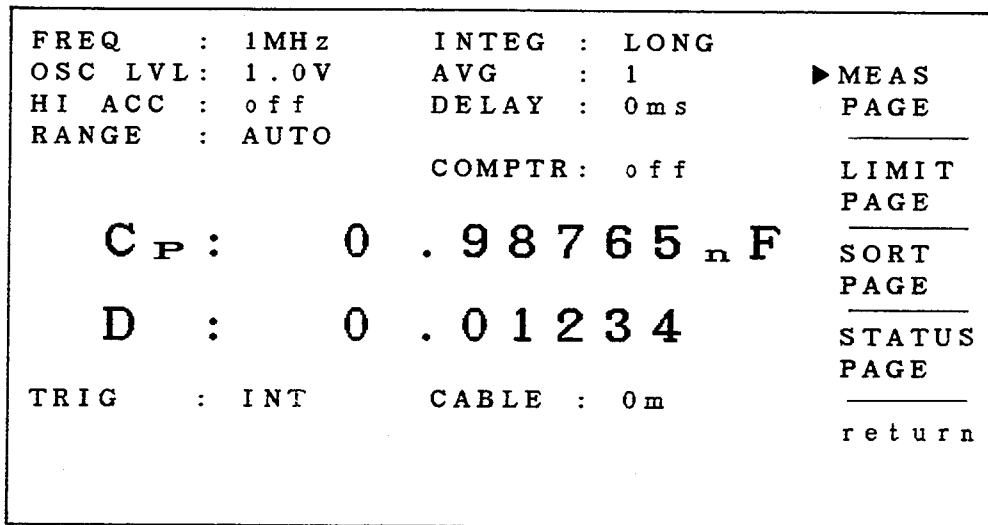 FREQ : 1MHz INTEG : LONG
OSC LVL: 1.0V AVG : 1
HI ACC : off DELAY : 0ms
RANGE : AUTO
COMPTR: off
CP: 0.98765nF
D : 0.01234
TRIG : INT CABLE : 0m
▶MEAS
PAGE
LIMIT
PAGE
SORT
PAGE
STATUS
PAGE
return